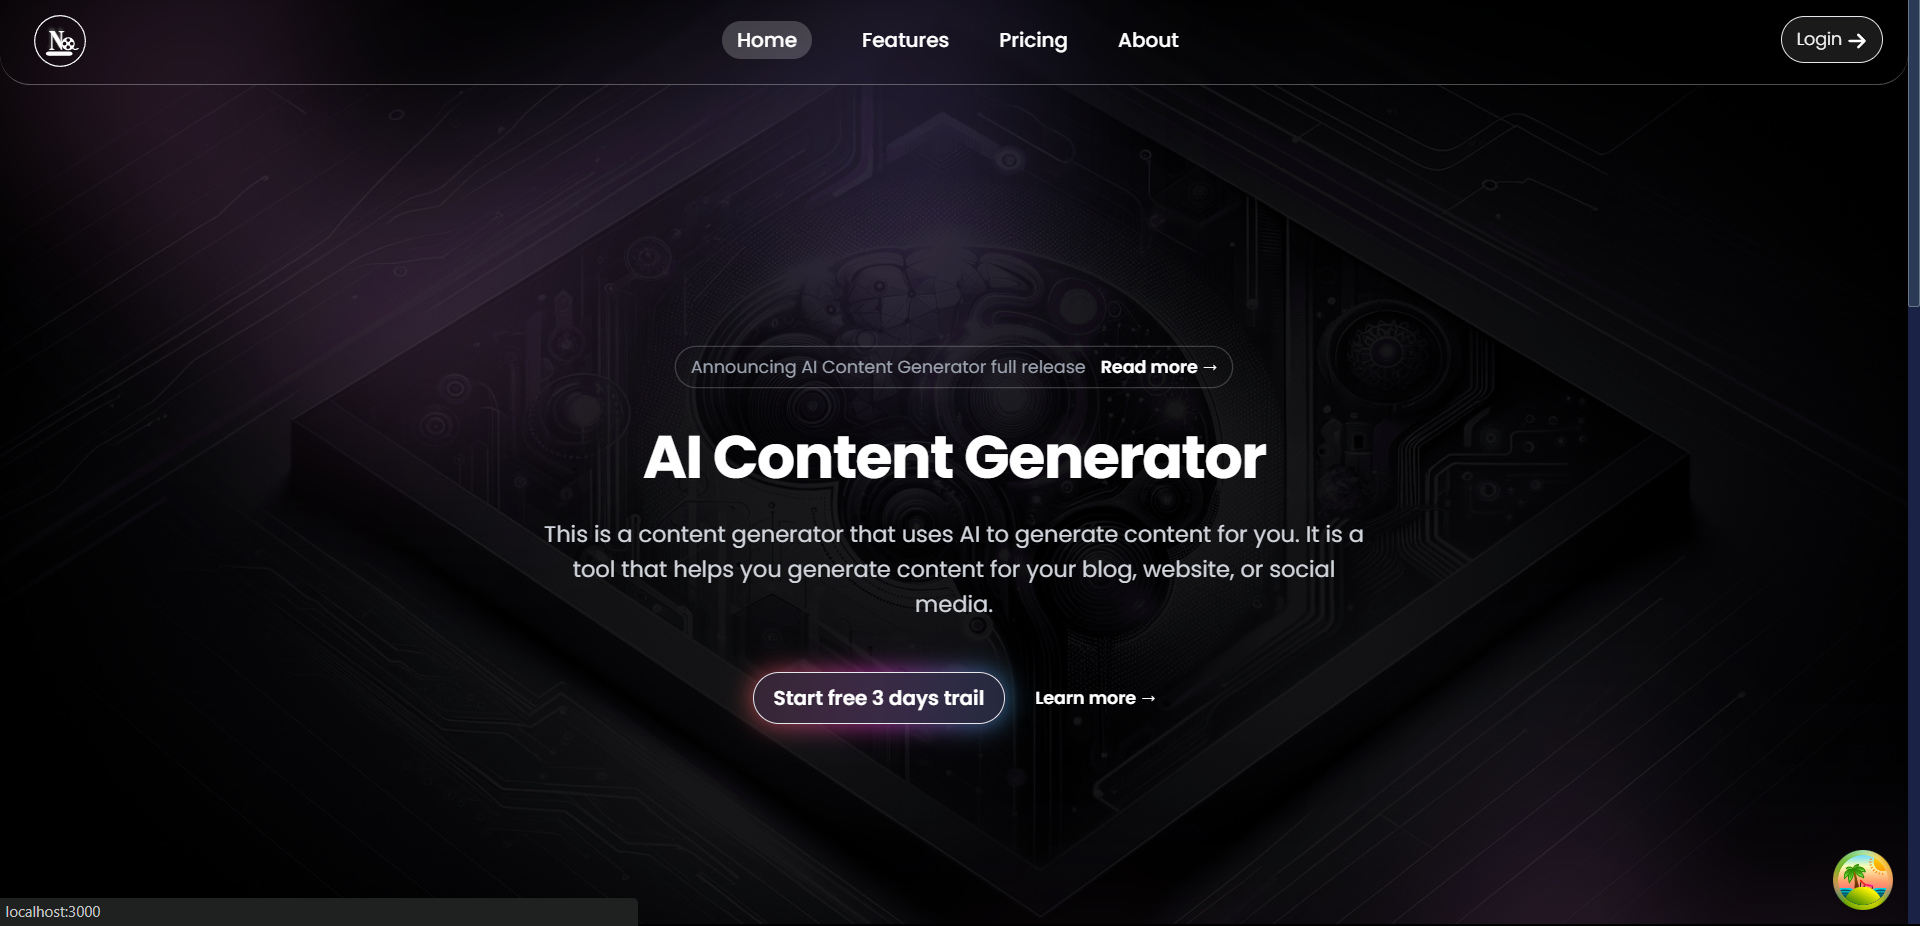 N&
Home
Features
Pricing
About
Login →
Announcing AI Content Generator full release Read more →
AI Content Generator
This is a content generator that uses AI to generate content for you. It is a
tool that helps you generate content for your blog, website, or social
media.
Start free 3 days trail
Learn more →
localhost:3000